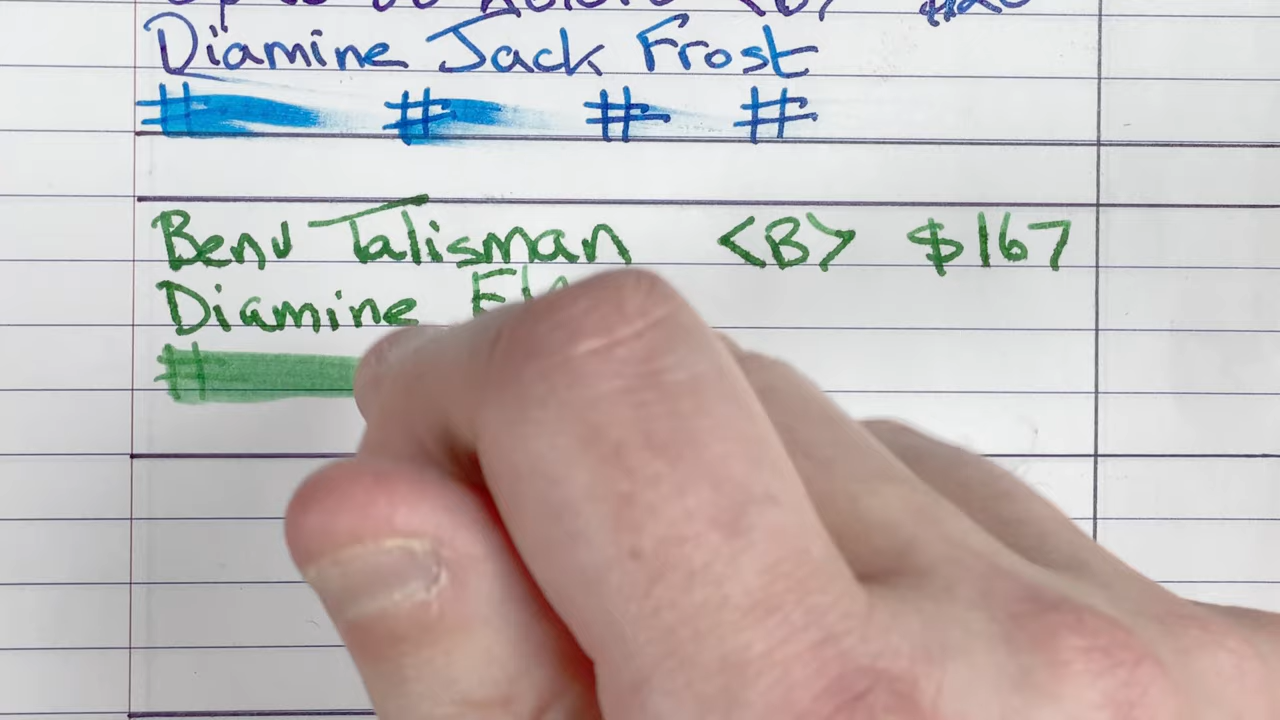 Diamine Jack Frost
# # # #
Benu Talisman <B> $167
Diamine
#